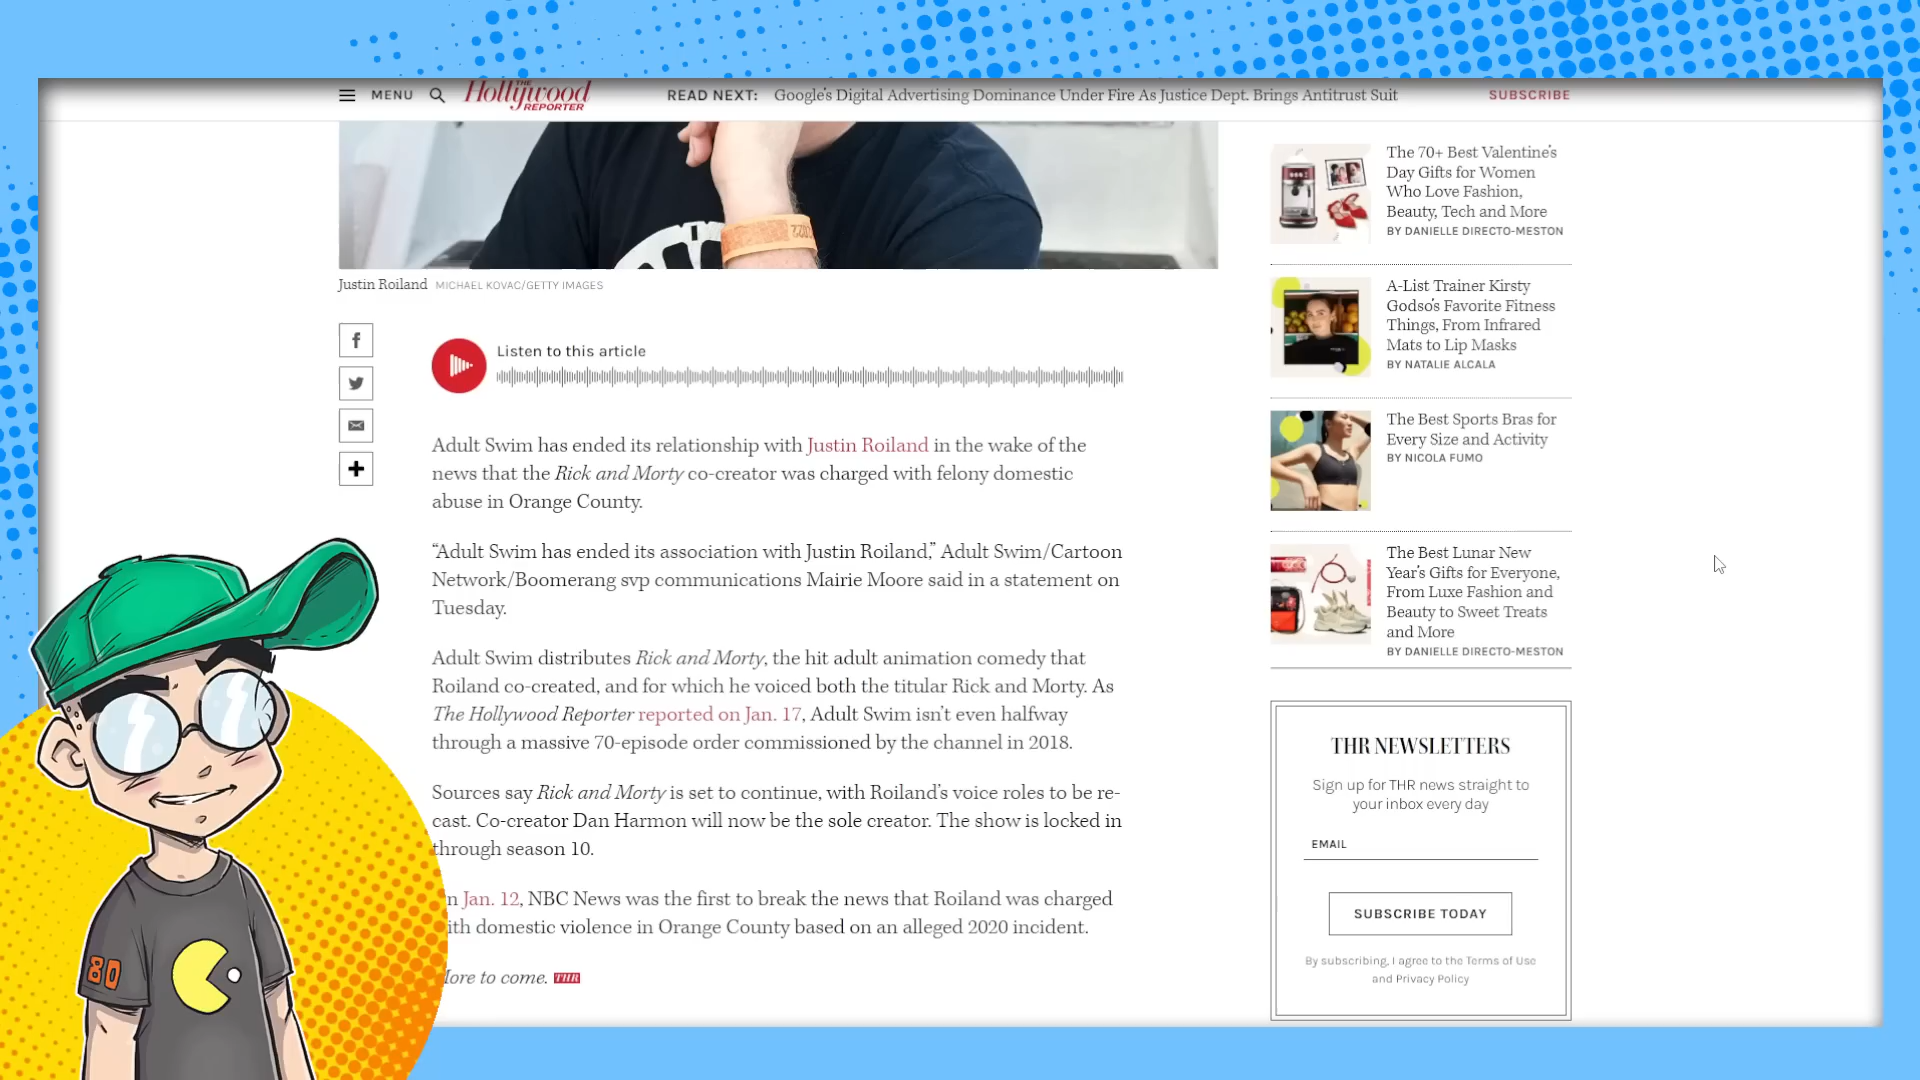 MENU
THE
Hollywood
REPORTER
READ NEXT: Google's Digital Advertising Dominance Under Fire As Justice Dept. Brings Antitrust Suit
SUBSCRIBE
Justin Roiland MICHAEL KOVAC/GETTY IMAGES
Listen to this article
Adult Swim has ended its relationship with Justin Roiland in the wake of the
news that the Rick and Morty co-creator was charged with felony domestic
abuse in Orange County.
“Adult Swim has ended its association with Justin Roiland,” Adult Swim/Cartoon
Network/Boomerang svp communications Mairie Moore said in a statement on
Tuesday.
Adult Swim distributes Rick and Morty, the hit adult animation comedy that
Roiland co-created, and for which he voiced both the titular Rick and Morty. As
The Hollywood Reporter reported on Jan. 17, Adult Swim isn’t even halfway
through a massive 70-episode order commissioned by the channel in 2018.
Sources say Rick and Morty is set to continue, with Roiland’s voice roles to be re-
cast. Co-creator Dan Harmon will now be the sole creator. The show is locked in
through season 10.
n Jan. 12, NBC News was the first to break the news that Roiland was charged
ith domestic violence in Orange County based on an alleged 2020 incident.
ore to come. THR
The 70+ Best Valentine’s
Day Gifts for Women
Who Love Fashion,
Beauty, Tech and More
BY DANIELLE DIRECTO-MESTON
A-List Trainer Kirsty
Godso’s Favorite Fitness
Things, From Infrared
Mats to Lip Masks
BY NATALIE ALCALA
The Best Sports Bras for
Every Size and Activity
BY NICOLA FUMO
The Best Lunar New
Year’s Gifts for Everyone,
From Luxe Fashion and
Beauty to Sweet Treats
and More
BY DANIELLE DIRECTO-MESTON
THR NEWSLETTERS
Sign up for THR news straight to
your inbox every day
EMAIL
SUBSCRIBE TODAY
By subscribing, I agree to the Terms of Use
and Privacy Policy
80